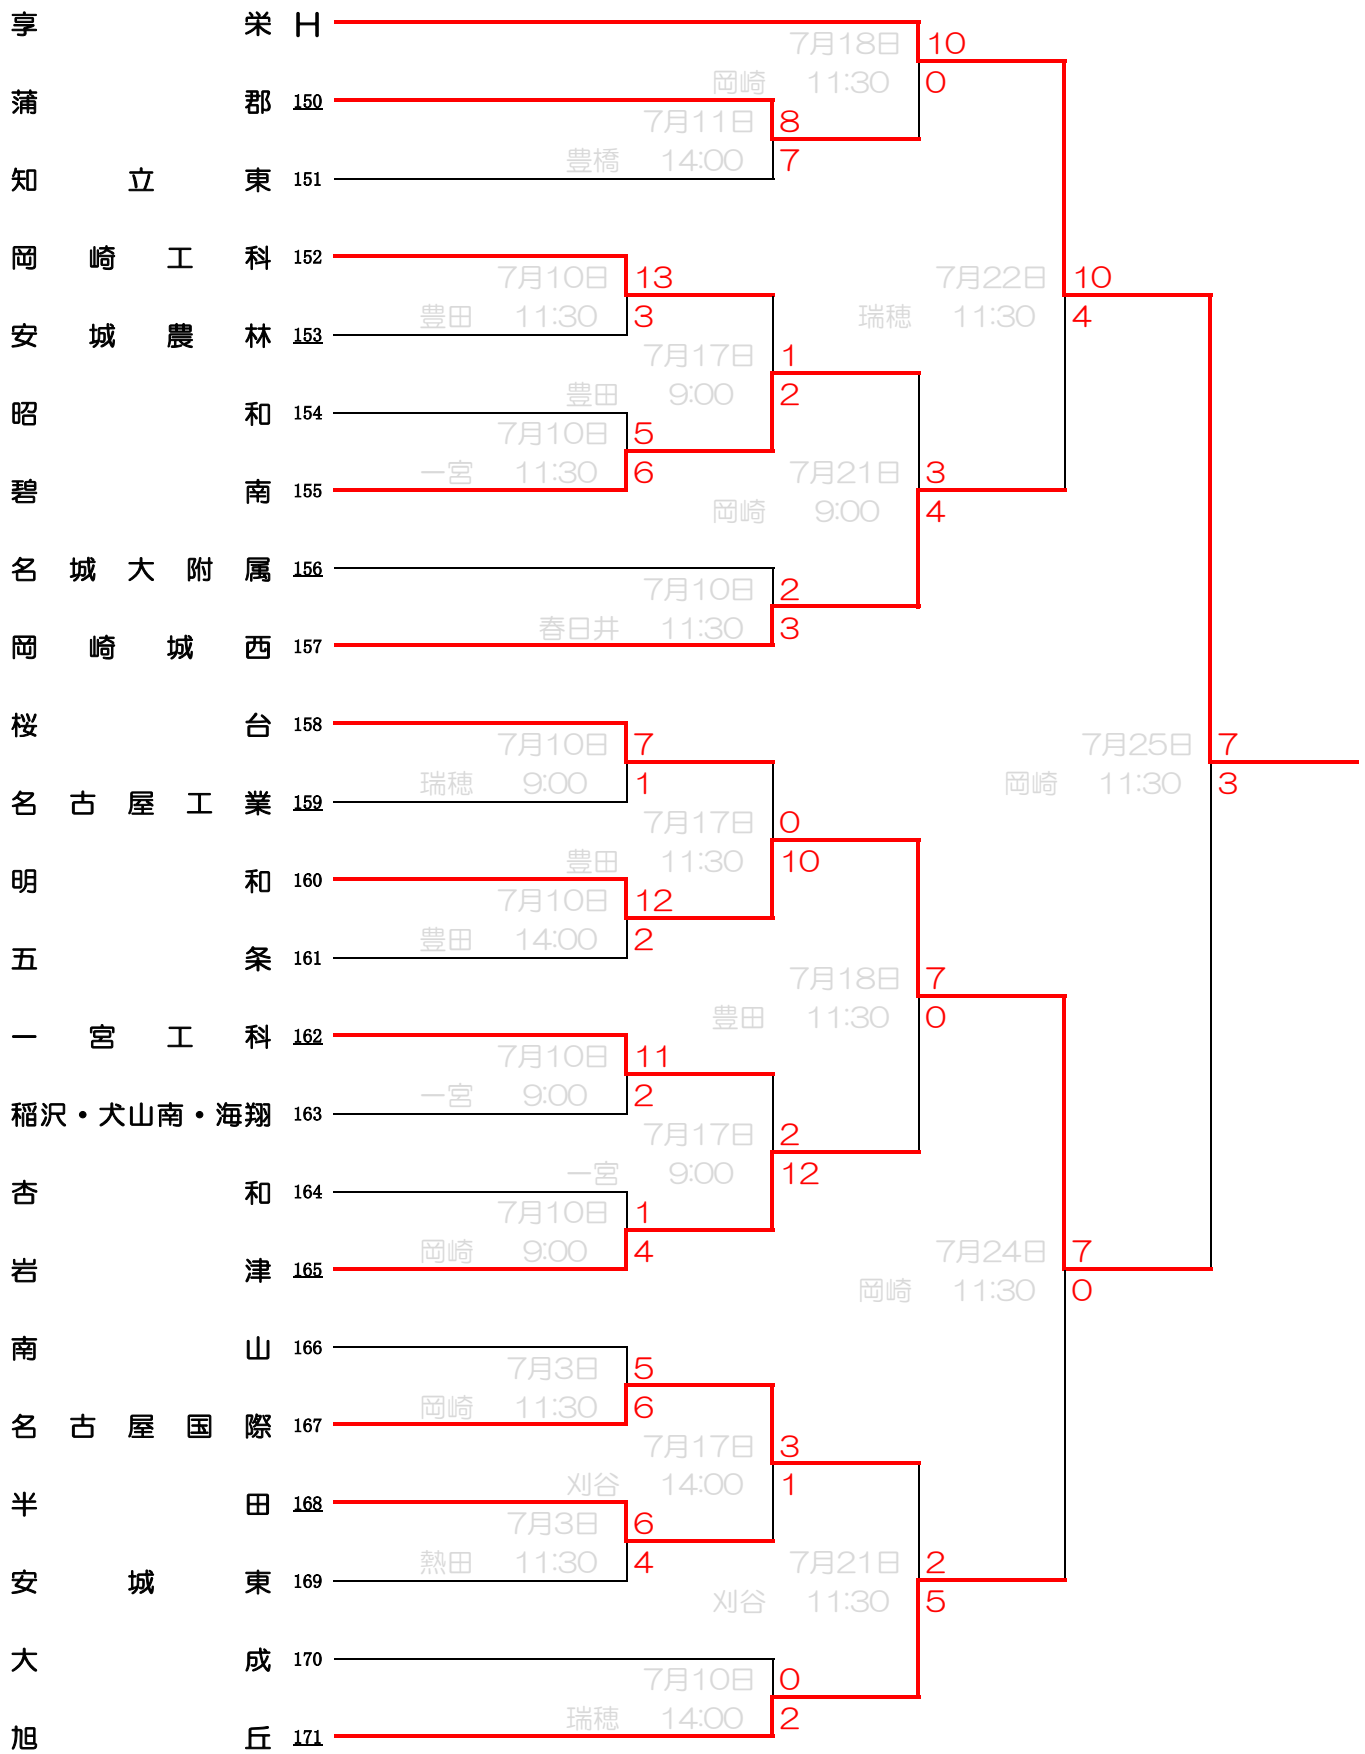 享栄 H
7月18日 10
岡崎 11:30 0
蒲郡 150
7月11日 8
豊橋 14:00 7
知立東 151
岡崎工科 152
7月10日 13
豊田 11:30 3
7月22日 10
瑞穂 11:30 4
安城農林 153
7月17日 1
豊田 9:00 2
昭和 154
7月10日 5
一宮 11:30 6
7月21日 3
岡崎 9:00 4
碧南 155
名城大附属 156
7月10日 2
春日井 11:30 3
岡崎城西 157
桜台 158
7月10日 7
瑞穂 9:00 1
7月25日 7
岡崎 11:30 3
名古屋工業 159
7月17日 0
豊田 11:30 10
明和 160
7月10日 12
豊田 14:00 2
五条 161
7月18日 7
豊田 11:30 0
一宮工科 162
7月10日 11
一宮 9:00 2
稲沢・犬山南・海翔 163
7月17日 2
一宮 9:00 12
杏和 164
7月10日 1
岡崎 9:00 4
7月24日 7
岡崎 11:30 0
岩津 165
南山 166
7月3日 5
岡崎 11:30 6
名古屋国際 167
7月17日 3
刈谷 14:00 1
半田 168
7月3日 6
熱田 11:30 4
7月21日 2
刈谷 11:30 5
安城東 169
大成 170
7月10日 0
瑞穂 14:00 2
旭丘 171